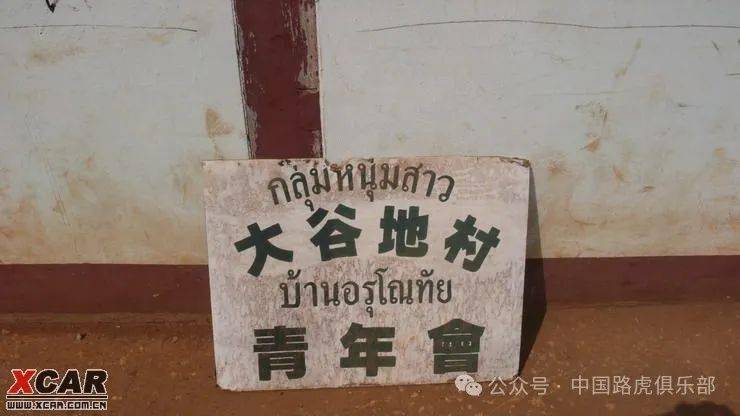 กลุ่มหนุ่มสาว
大谷地村
บ้านอรุโณทัย
青年會
XCAR
WWW.XCAR.COM.CN
公众号 · 中国路虎俱乐部